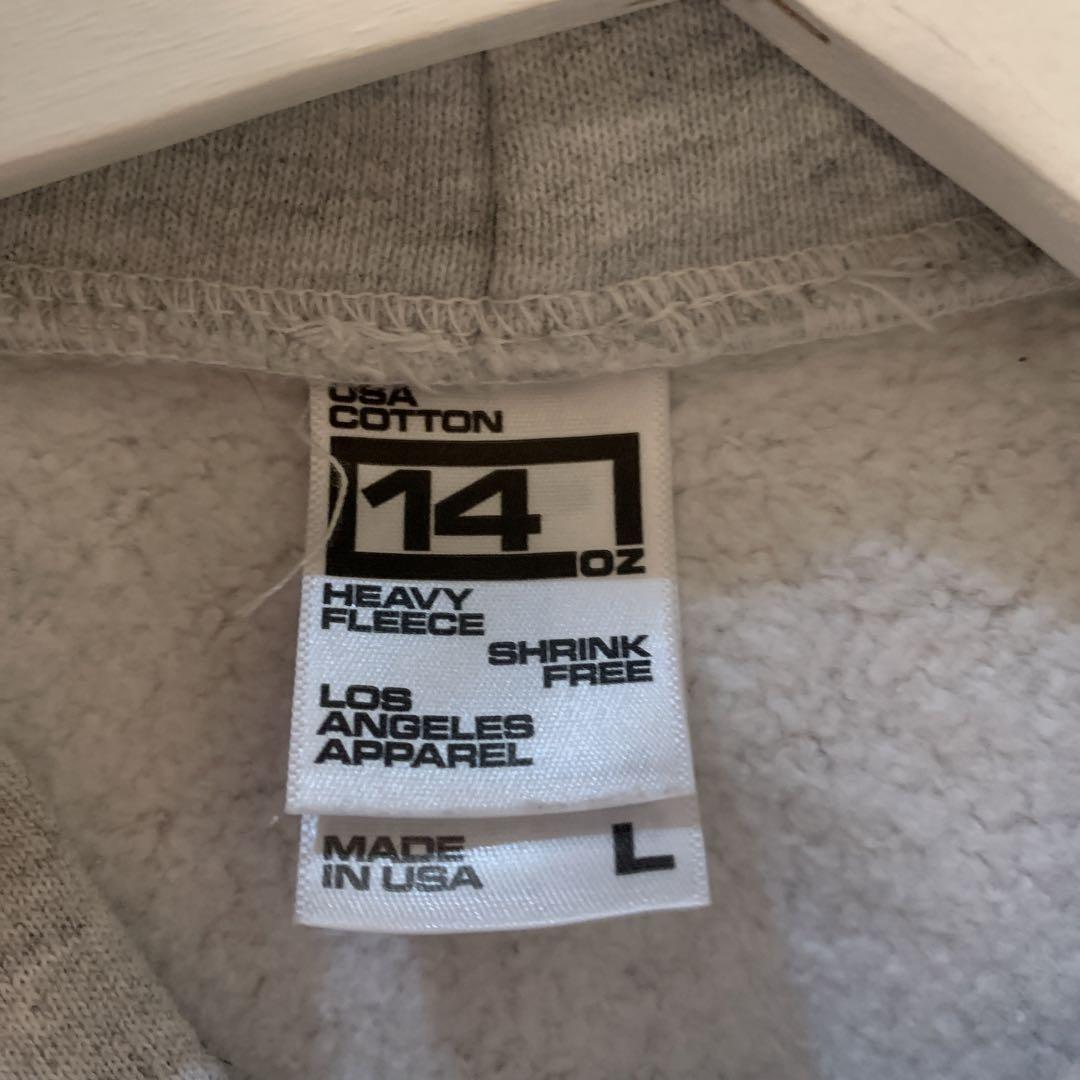 USA
COTTON
14
OZ
HEAVY
FLEECE
SHRINK
FREE
LOS
ANGELES
APPAREL
MADE
IN USA
L